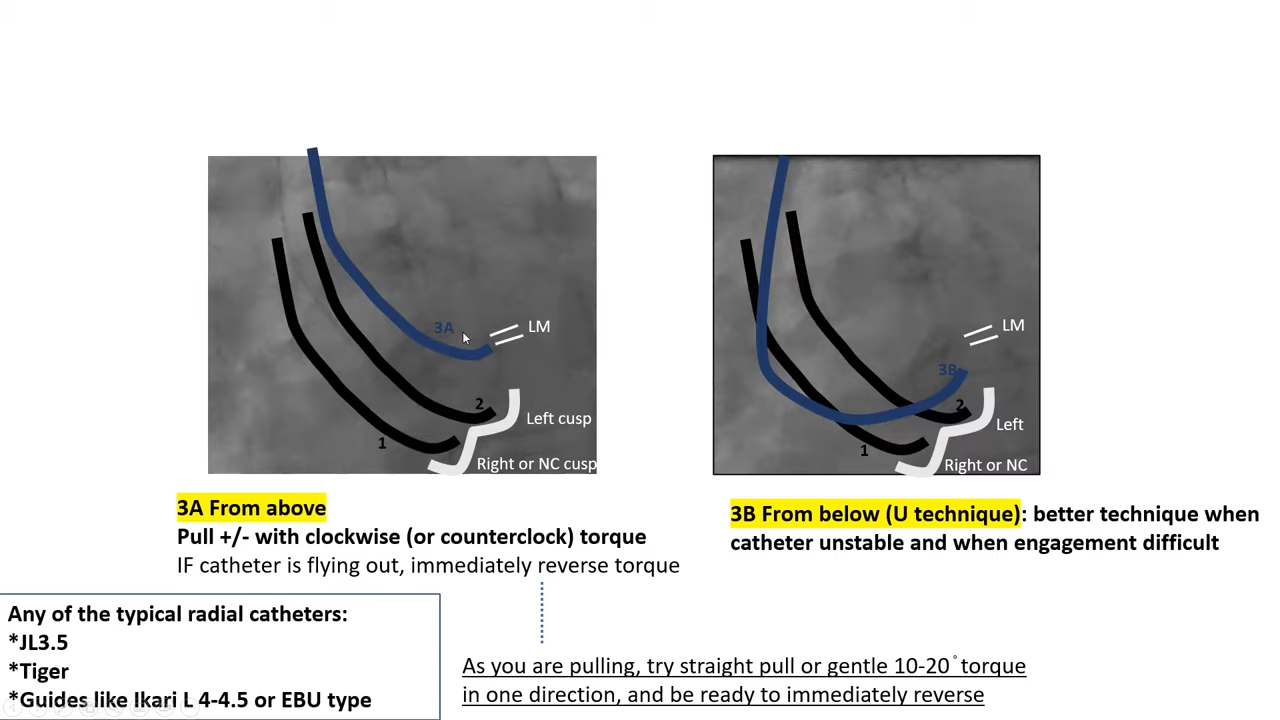 3A
LM
2
Left cusp
1
Right or NC cusp
3A From above
Pull +/- with clockwise (or counterclock) torque
IF catheter is flying out, immediately reverse torque
LM
3B
2
Left
1
Right or NC
3B From below (U technique): better technique when
catheter unstable and when engagement difficult
Any of the typical radial catheters:
*JL3.5
*Tiger
*Guides like Ikari L 4-4.5 or EBU type
As you are pulling, try straight pull or gentle 10-20° torque
in one direction, and be ready to immediately reverse